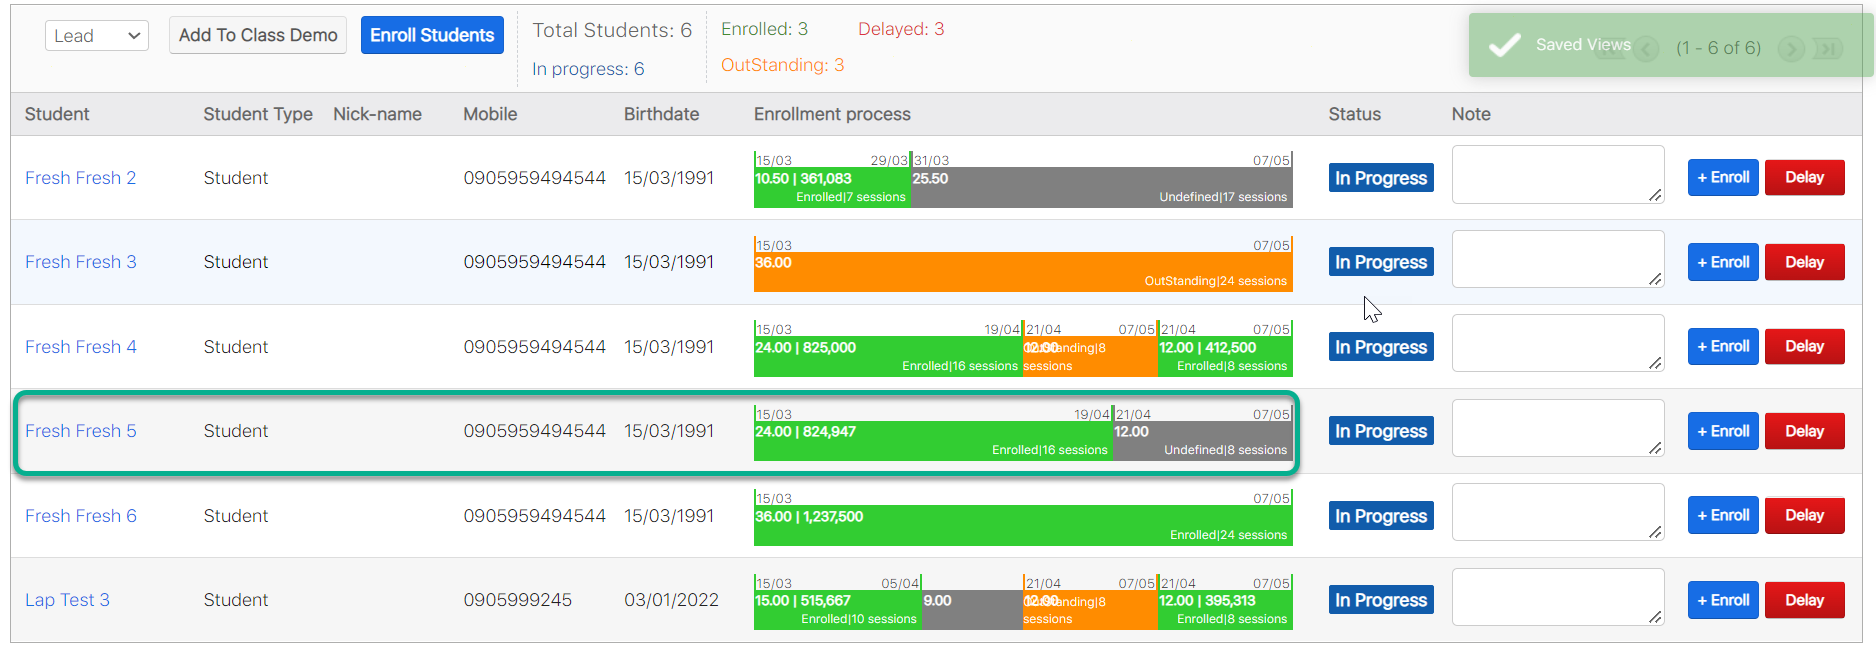 Lead
Add To Class Demo
Enroll Students
Total Students: 6
In progress: 6
Enrolled: 3
Delayed: 3
OutStanding: 3
Saved Views
(1 - 6 of 6)
Student Student Type Nick-name Mobile Birthdate Enrollment process Status Note
15/03 29/03 31/03 07/05
Fresh Fresh 2 Student 0905959494544 15/03/1991 10.50 | 361,083 25.50 In Progress + Enroll Delay
Enrolled|7 sessions Undefined|17 sessions
15/03 07/05
Fresh Fresh 3 Student 0905959494544 15/03/1991 36.00 In Progress + Enroll Delay
OutStanding|24 sessions
15/03 19/04 21/04 07/05 21/04 07/05
Fresh Fresh 4 Student 0905959494544 15/03/1991 24.00 | 825,000 12.00 OutStanding|8 12.00 | 412,500 In Progress + Enroll Delay
Enrolled|16 sessions sessions Enrolled|8 sessions
15/03 19/04 21/04 07/05
Fresh Fresh 5 Student 0905959494544 15/03/1991 24.00 | 824,947 12.00 In Progress + Enroll Delay
Enrolled|16 sessions Undefined|8 sessions
15/03 07/05
Fresh Fresh 6 Student 0905959494544 15/03/1991 36.00 | 1,237,500 In Progress + Enroll Delay
Enrolled|24 sessions
15/03 05/04 21/04 07/05 21/04 07/05
Lap Test 3 Student 0905999245 03/01/2022 15.00 | 515,667 9.00 12.00 OutStanding|8 12.00 | 395,313 In Progress + Enroll Delay
Enrolled|10 sessions sessions Enrolled|8 sessions